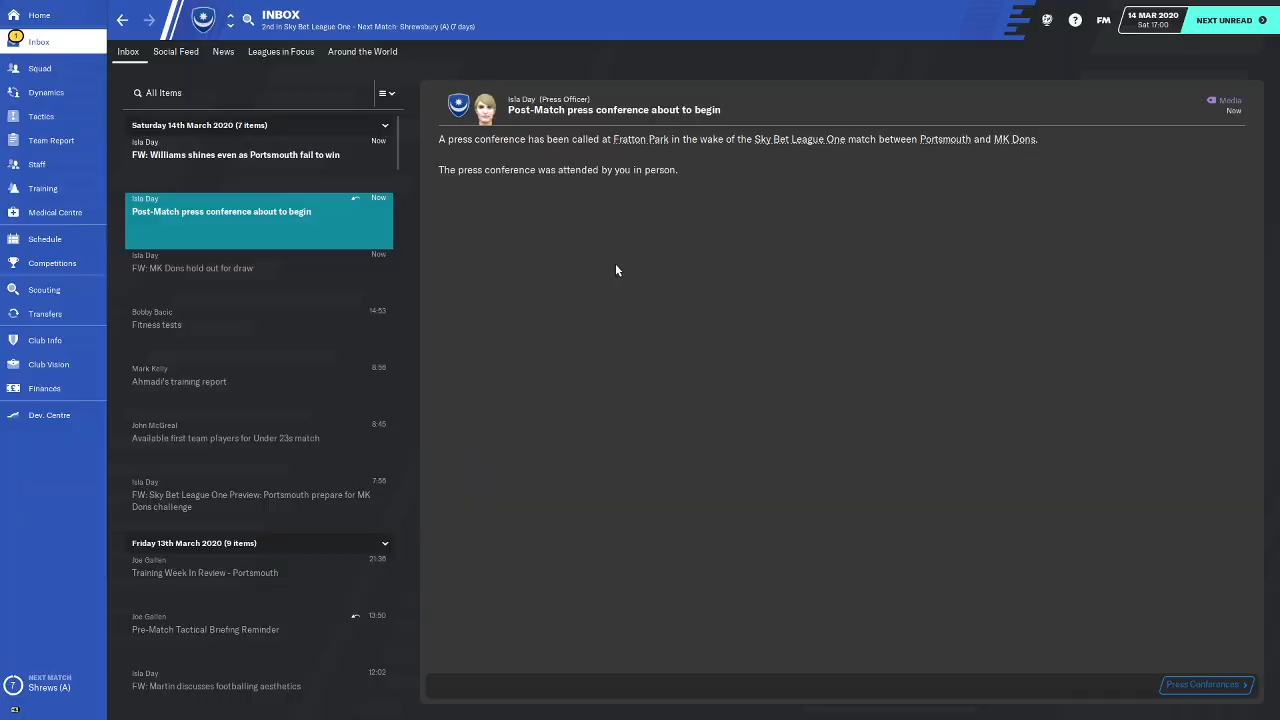 Home
1
Inbox
Squad
Dynamics
Tactics
Team Report
Staff
Training
Medical Centre
Schedule
Competitions
Scouting
Transfers
Club Info
Club Vision
Finances
Dev. Centre
7
NEXT MATCH
Shrews (A)
INBOX
2nd in Sky Bet League One - Next Match: Shrewsbury (A) (7 days)
?
FM
14 MAR 2020
Sat 17:00
NEXT UNREAD
Inbox
Social Feed
News
Leagues in Focus
Around the World
All Items
Saturday 14th March 2020 (7 items)
Isla Day
Now
FW: Williams shines even as Portsmouth fail to win
Isla Day
Now
Post-Match press conference about to begin
Isla Day
Now
FW: MK Dons hold out for draw
Bobby Bacic
14:53
Fitness tests
Mark Kelly
8:56
Ahmadi's training report
John McGreal
8:45
Available first team players for Under 23s match
Isla Day
7:56
FW: Sky Bet League One Preview: Portsmouth prepare for MK
Dons challenge
Friday 13th March 2020 (9 items)
Joe Gallen
21:36
Training Week In Review - Portsmouth
Joe Gallen
13:50
Pre-Match Tactical Briefing Reminder
Isla Day
12:02
FW: Martin discusses footballing aesthetics
Isla Day (Press Officer)
Post-Match press conference about to begin
Media
Now
A press conference has been called at Fratton Park in the wake of the Sky Bet League One match between Portsmouth and MK Dons.
The press conference was attended by you in person.
Press Conferences